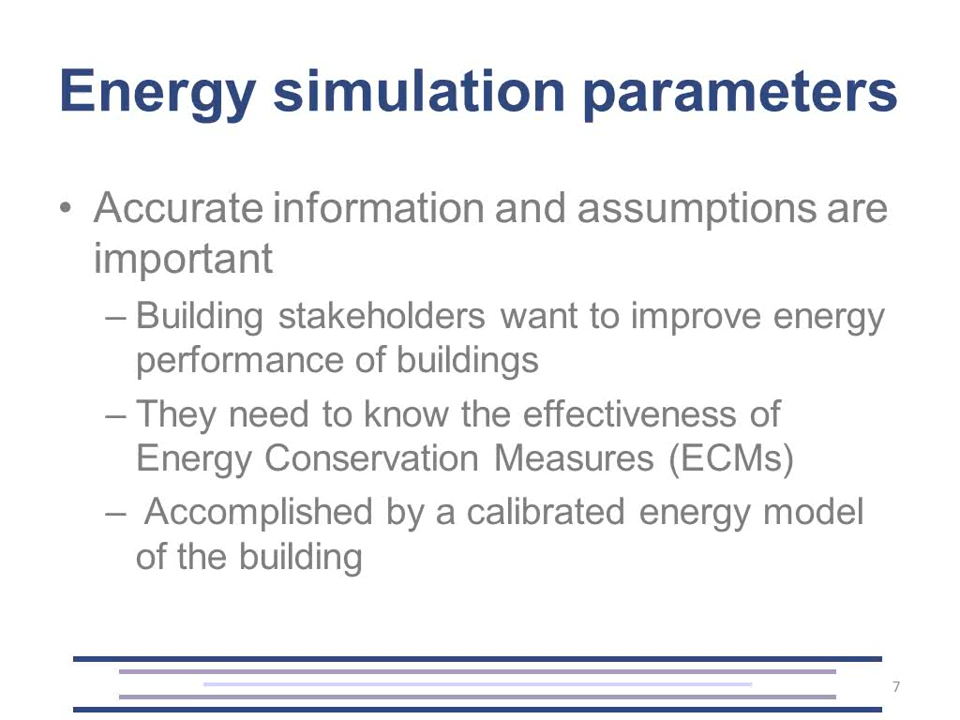 Energy simulation parameters
• Accurate information and assumptions are
important
– Building stakeholders want to improve energy
performance of buildings
– They need to know the effectiveness of
Energy Conservation Measures (ECMs)
– Accomplished by a calibrated energy model
of the building
7